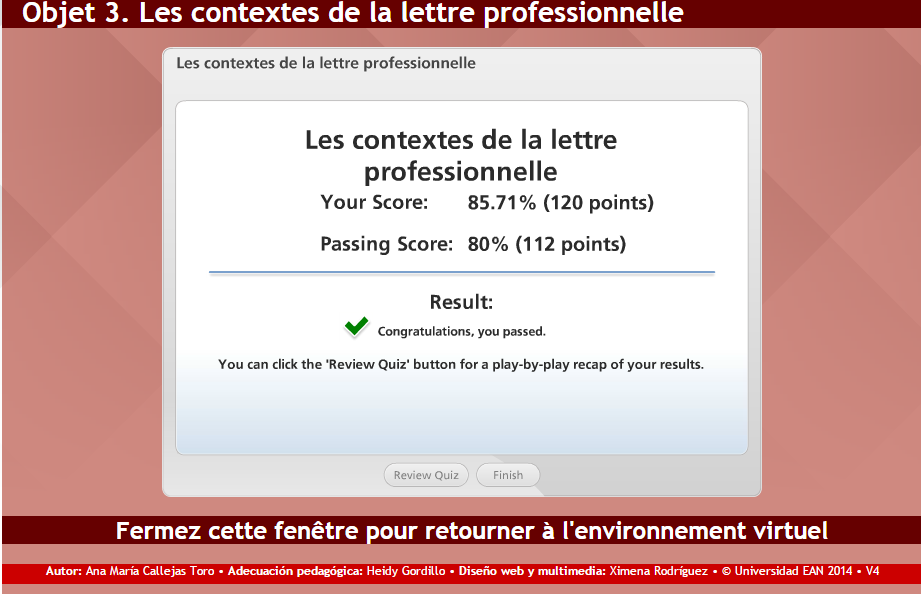 Objet 3. Les contextes de la lettre professionnelle
Les contextes de la lettre professionnelle
Les contextes de la lettre
professionnelle
Your Score: 85.71% (120 points)
Passing Score: 80% (112 points)
Result:
Congratulations, you passed.
You can click the 'Review Quiz' button for a play-by-play recap of your results.
Review Quiz Finish
Fermez cette fenêtre pour retourner à l'environnement virtuel
Autor: Ana María Callejas Toro • Adecuación pedagógica: Heidy Gordillo • Diseño web y multimedia: Ximena Rodríguez • © Universidad EAN 2014 • V4